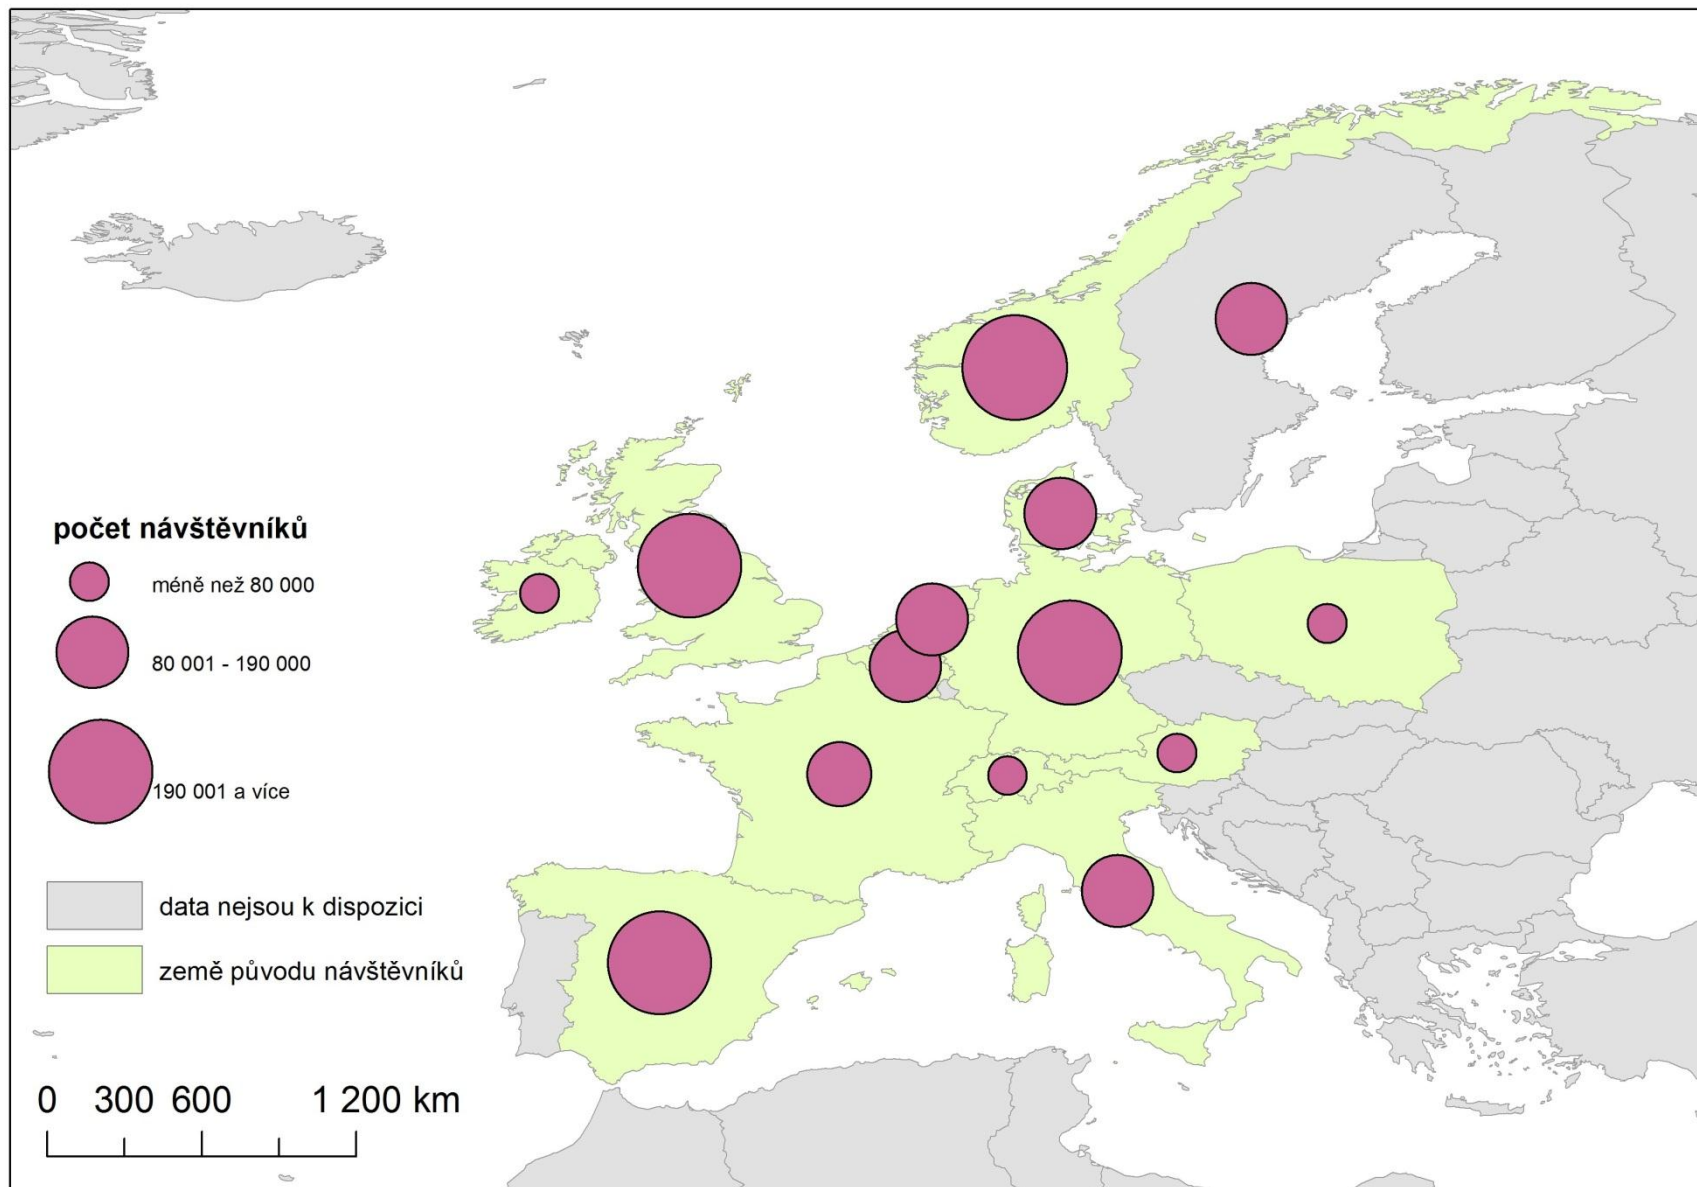 počet návštěvníků
méně než 80 000
80 001 - 190 000
190 001 a více
data nejsou k dispozici
země původu návštěvníků
0 300 600 1 200 km